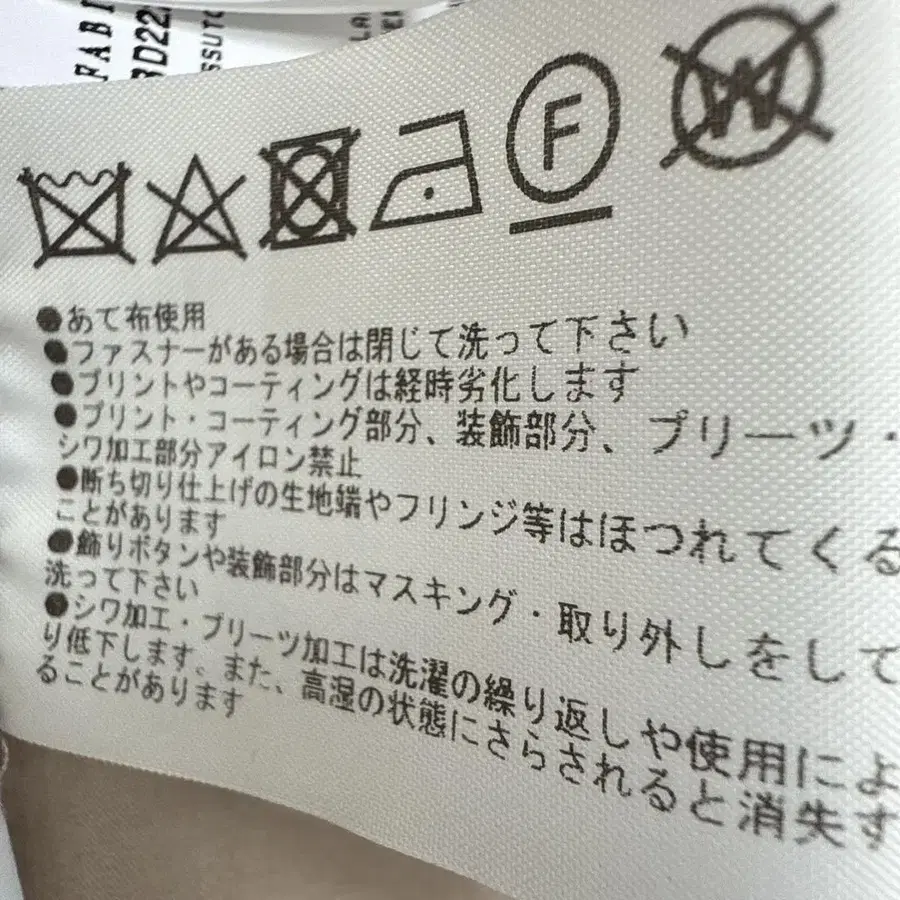 FABI
BD22
SSUTO
LA
F
W
●あて布使用
●ファスナーがある場合は閉じて洗って下さい
●プリントやコーティングは経時劣化します
●プリント・コーティング部分、装飾部分、プリーツ・
シワ加工部分アイロン禁止
●断ち切り仕上げの生地端やフリンジ等はほつれてくる
ことがあります
●飾りボタンや装飾部分はマスキング・取り外しをして
洗って下さい
●シワ加工・プリーツ加工は洗濯の繰り返しや使用によ
り低下します。また、高湿の状態にさらされると消失す
ることがあります